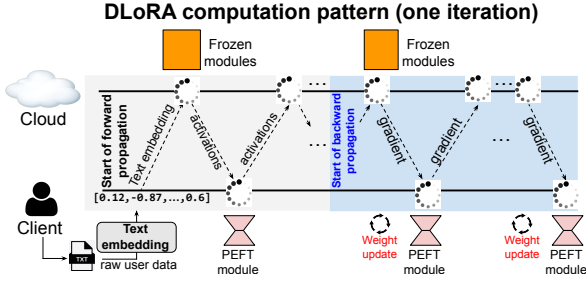 DLoRA computation pattern (one iteration)
Frozen
modules
Frozen
modules
Cloud
Start of forward
propagation
Text embedding
activations
activations
...
...
Start of backward
propagation
gradient
gradient
...
...
gradient
[0.12,-0.87,...,0.6]
Client
Text
embedding
TXT
raw user data
PEFT
module
Weight
update
PEFT
module
Weight
update
PEFT
module